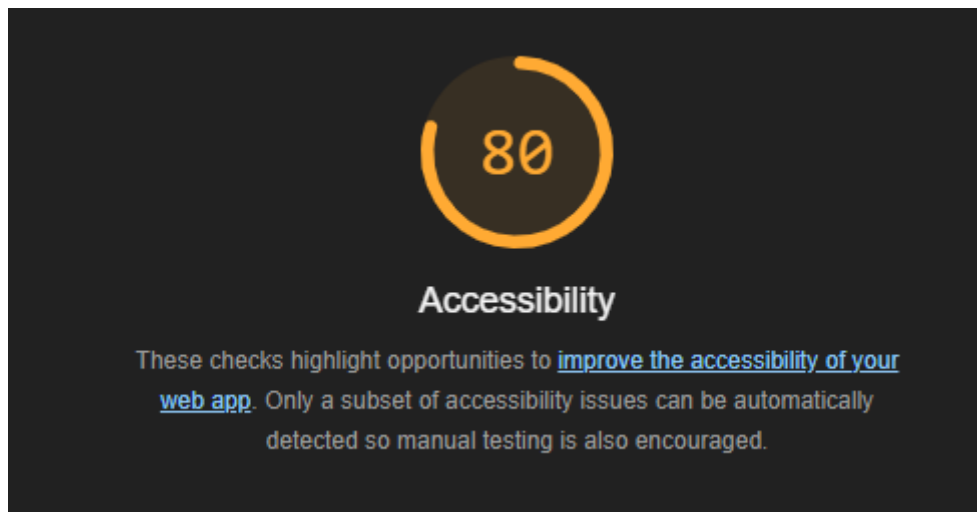 80
Accessibility
These checks highlight opportunities to improve the accessibility of your
web app. Only a subset of accessibility issues can be automatically
detected so manual testing is also encouraged.